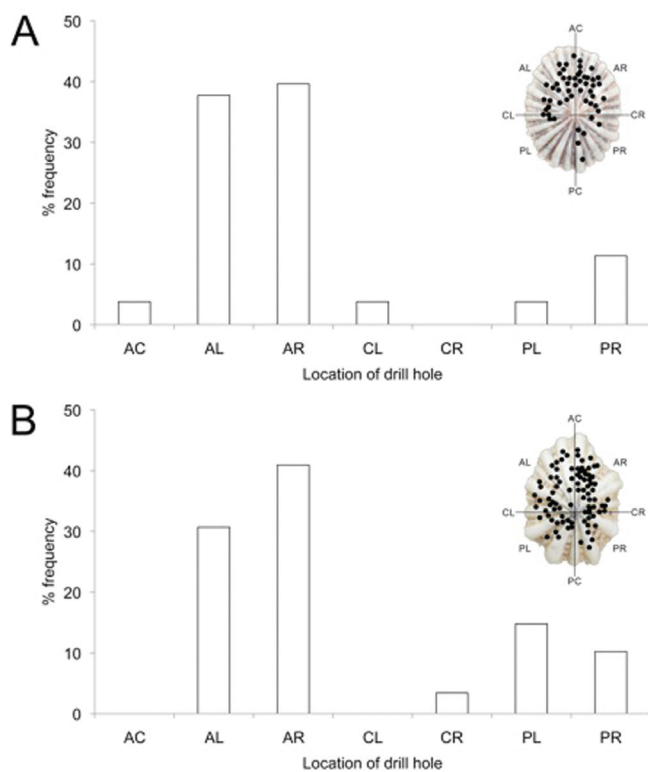 A
50
40
30
20
10
0
% frequency
AC AL AR CL CR PL PR
Location of drill hole
AC
AL AR
CL CR
PL PR
PC
B
50
40
30
20
10
0
% frequency
AC AL AR CL CR PL PR
Location of drill hole
AC
AL AR
CL CR
PL PR
PC